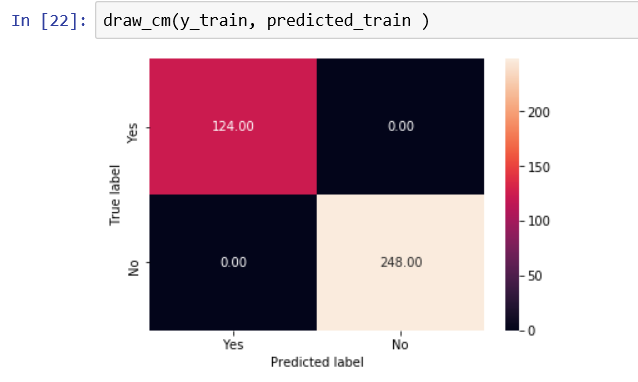 In [22]: draw_cm(y_train, predicted_train )
Yes
124.00
0.00
True label
No
0.00
248.00
Yes
No
Predicted label
200
150
100
50
0